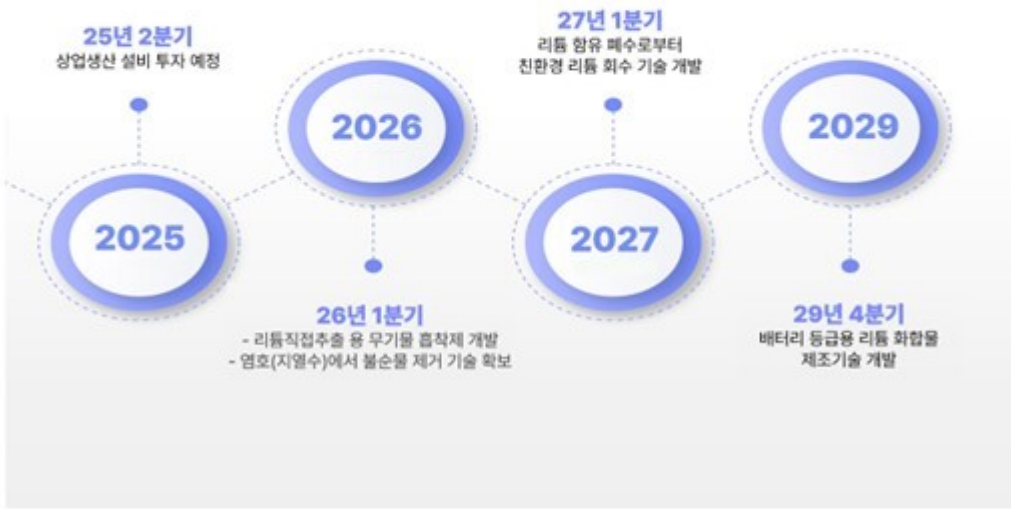 25년 2분기
상업생산 설비 투자 예정
2025
2026
26년 1분기
- 리튬직접추출 용 무기물 흡착제 개발
- 염호(지열수)에서 불순물 제거 기술 확보
27년 1분기
리튬 함유 폐수로부터
친환경 리튬 회수 기술 개발
2027
2029
29년 4분기
배터리 등급용 리튬 화합물
제조기술 개발